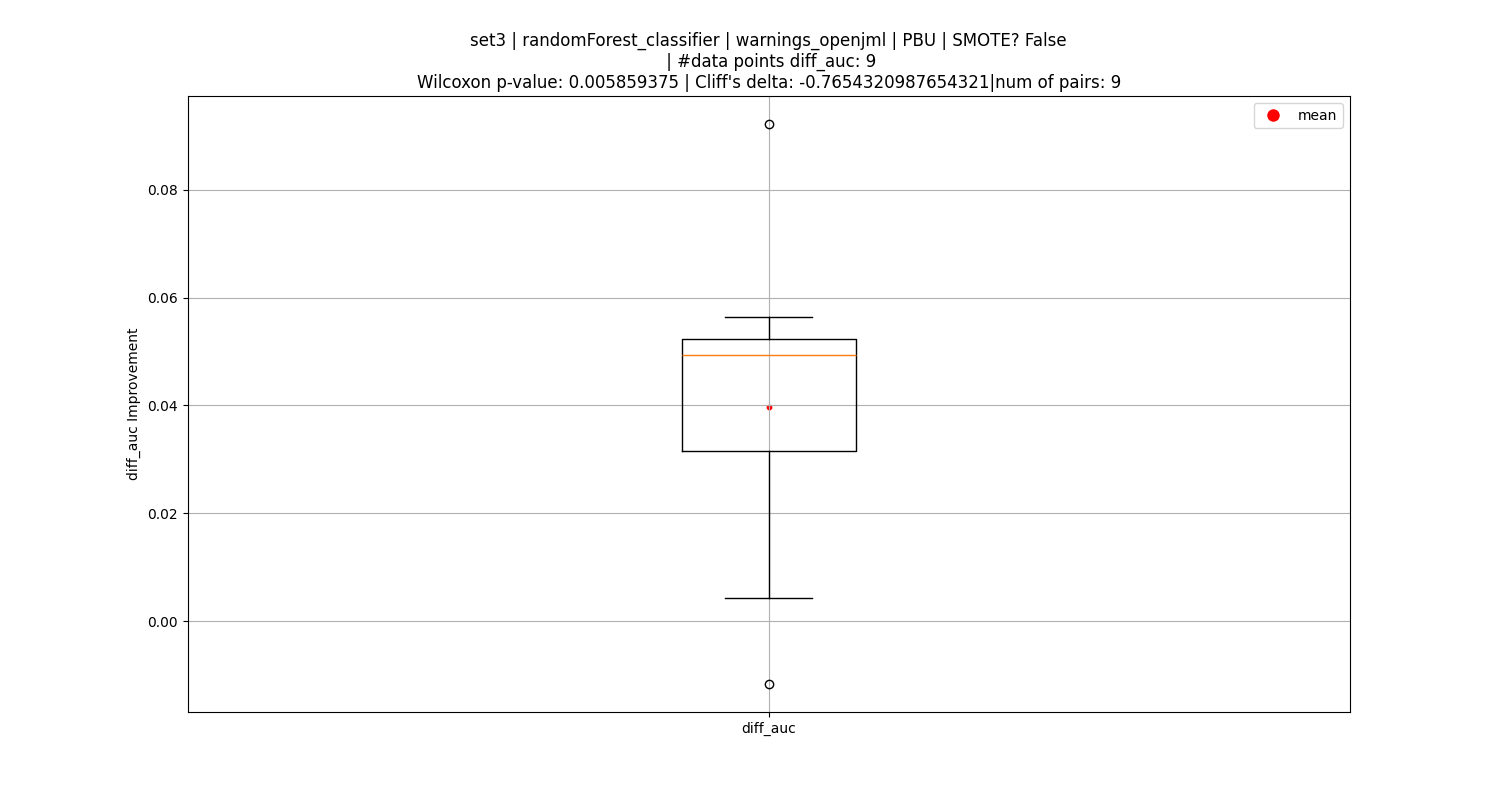 set3 | randomForest_classifier | warnings_openjml | PBU | SMOTE? False
| #data points diff_auc: 9
Wilcoxon p-value: 0.005859375 | Cliff's delta: -0.7654320987654321|num of pairs: 9
mean
0.08
0.06
0.04
0.02
0.00
diff_auc Improvement
diff_auc